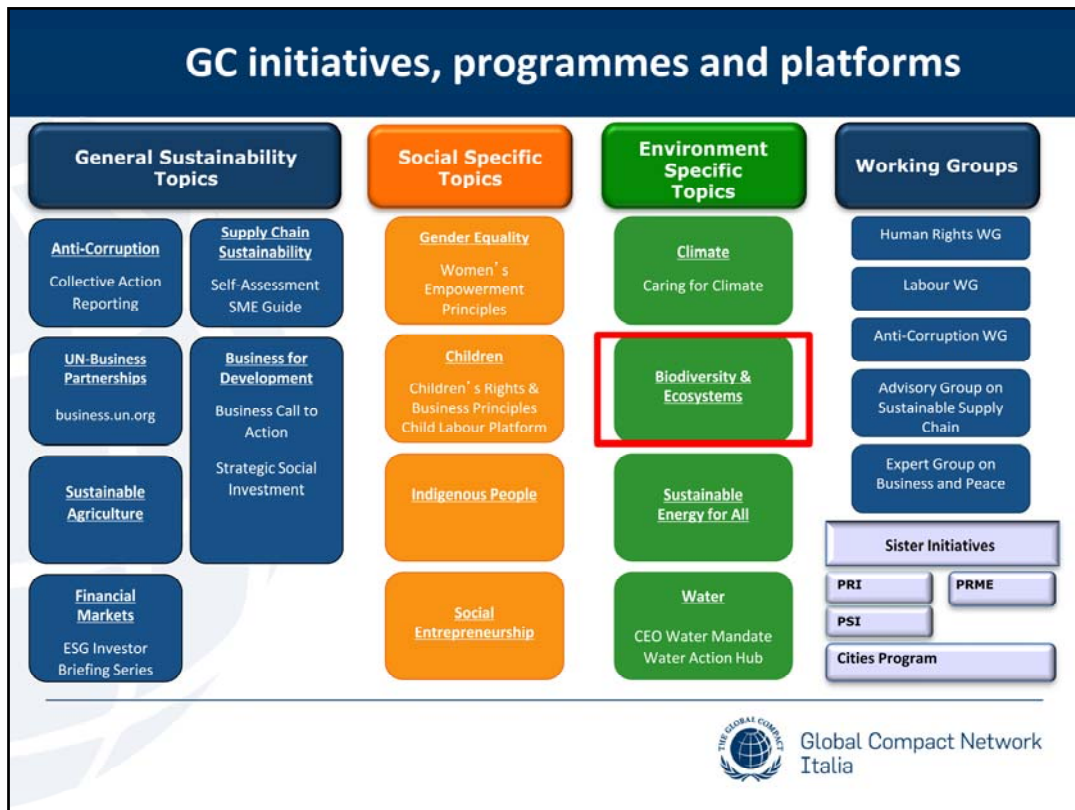 GC initiatives, programmes and platforms
General Sustainability
Topics
Anti-Corruption
Collective Action
Reporting
Supply Chain
Sustainability
Self-Assessment
SME Guide
UN-Business
Partnerships
business.un.org
Business for
Development
Business Call to
Action
Strategic Social
Investment
Sustainable
Agriculture
Financial
Markets
ESG Investor
Briefing Series
Social Specific
Topics
Gender Equality
Women's
Empowerment
Principles
Children
Children's Rights &
Business Principles
Child Labour Platform
Indigenous People
Social
Entrepreneurship
Environment
Specific
Topics
Climate
Caring for Climate
Biodiversity &
Ecosystems
Sustainable
Energy for All
Water
CEO Water Mandate
Water Action Hub
Working Groups
Human Rights WG
Labour WG
Anti-Corruption WG
Advisory Group on
Sustainable Supply
Chain
Expert Group on
Business and Peace
Sister Initiatives
PRI
PRME
PSI
Cities Program
THE GLOBAL COMPACT
Global Compact Network
Italia